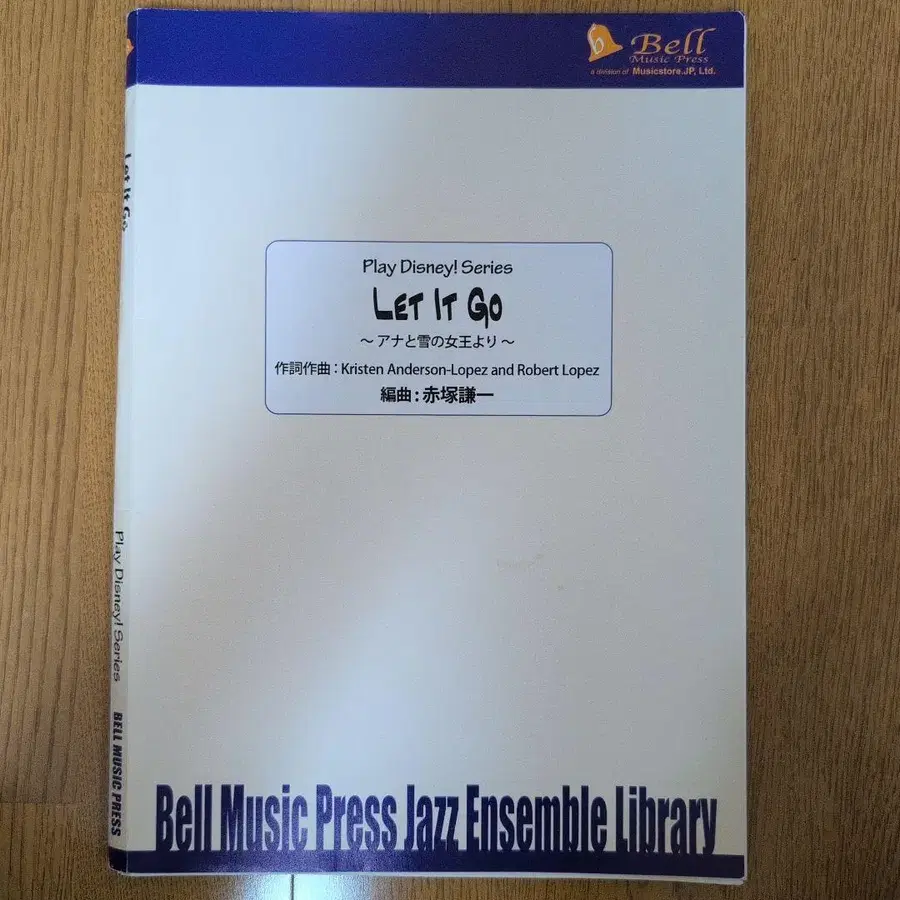 Bell
Music Press
a division of Musicstore.JP, Ltd.
Let It Go
Play Disney! Series
LET IT GO
～アナと雪の女王より～
作詞作曲 : Kristen Anderson-Lopez and Robert Lopez
編曲 : 赤塚謙一
Play Disney! Series
BELL MUSIC PRESS
Bell Music Press Jazz Ensemble Library